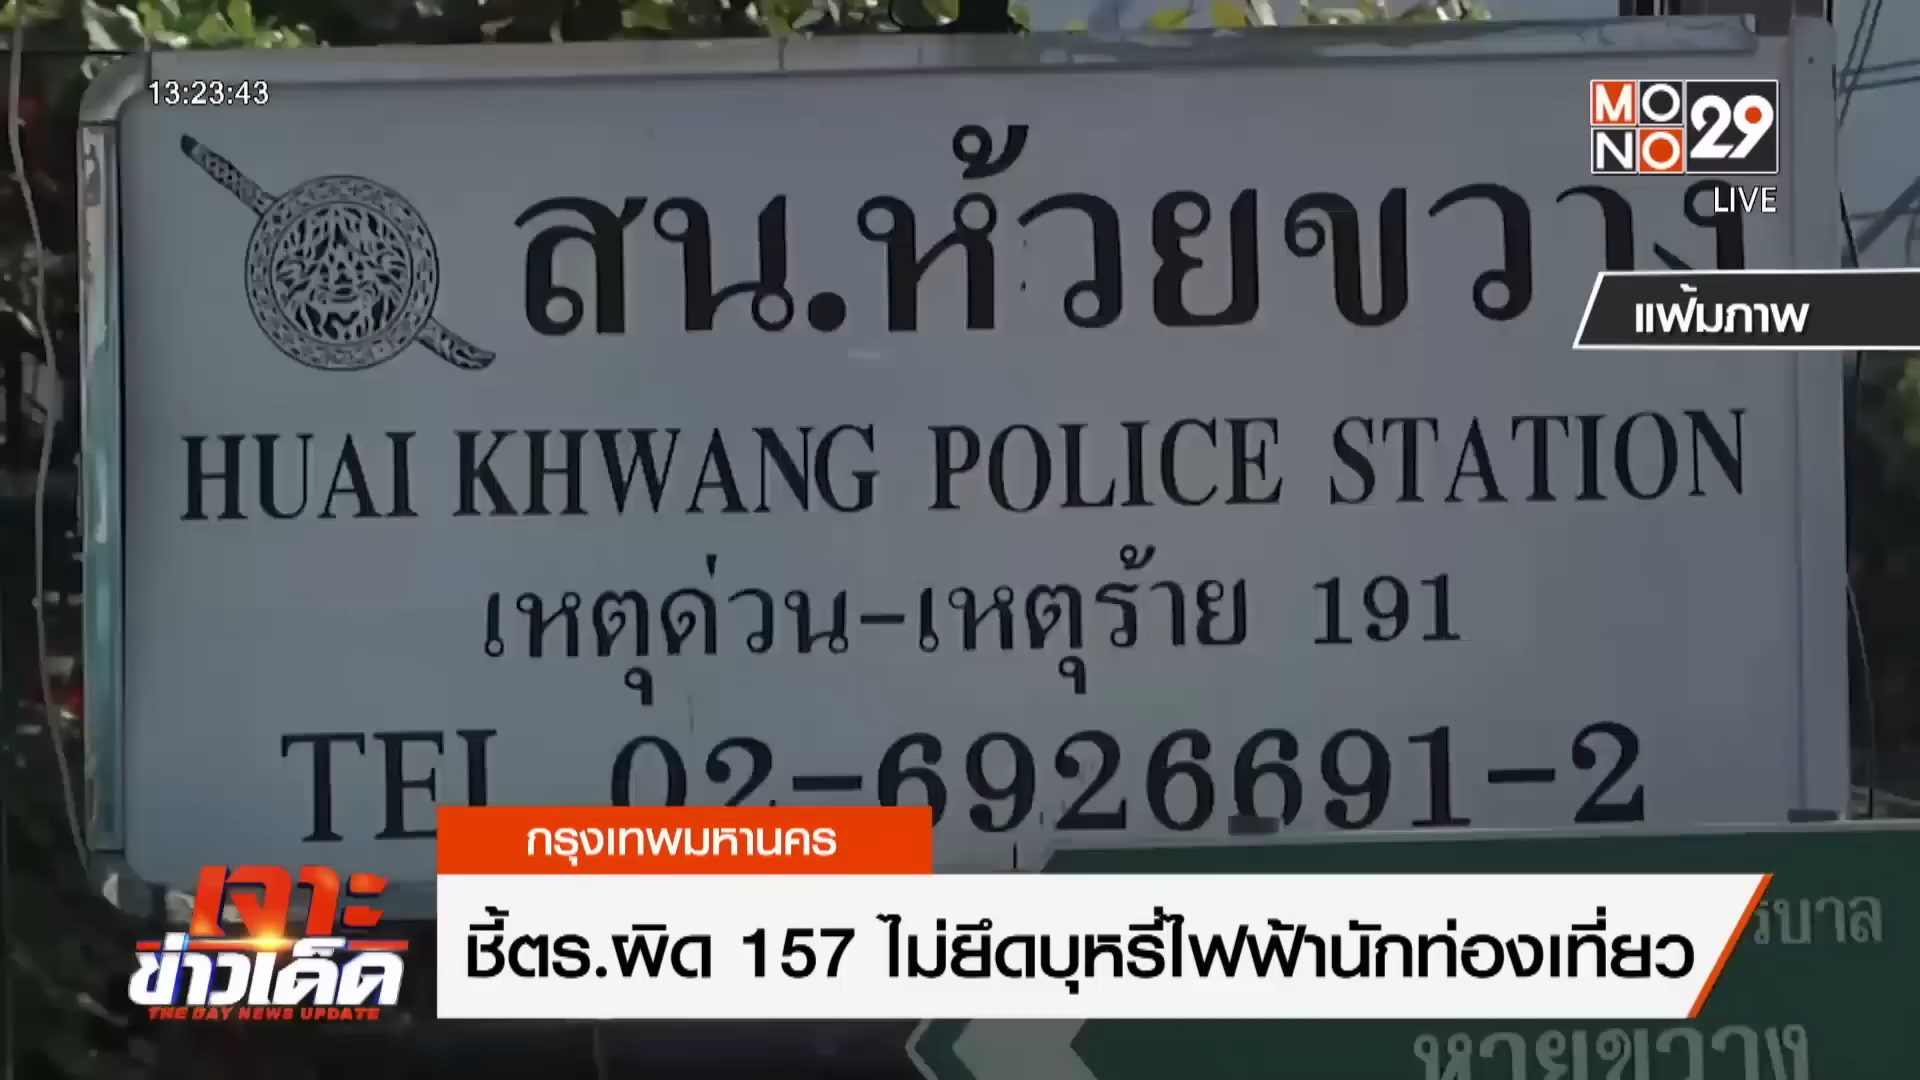 13:23:43
MONO 29
LIVE
สน.ห้วยขวาง
แฟ้มภาพ
HUAI KHWANG POLICE STATION
เหตุด่วน-เหตุร้าย 191
TEL 02-6926691-2
กรุงเทพมหานคร
ชี้ตร.ผิด 157 ไม่ยึดบุหรี่ไฟฟ้านักท่องเที่ยว
เจาะ
ข่าวเด็ด
THE DAY NEWS UPDATE